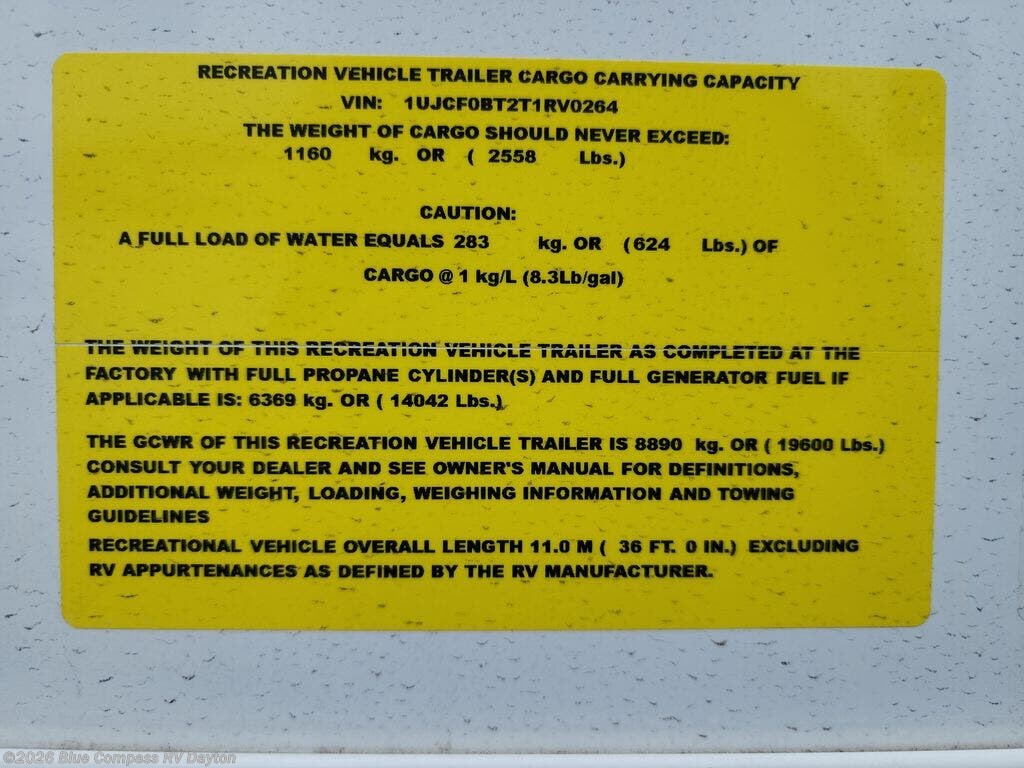 RECREATION VEHICLE TRAILER CARGO CARRYING CAPACITY
VIN: 1UJCF0BT2T1RV0264
THE WEIGHT OF CARGO SHOULD NEVER EXCEED:
1160 kg. OR ( 2558 Lbs.)
CAUTION:
A FULL LOAD OF WATER EQUALS 283 kg. OR (624 Lbs.) OF
CARGO @ 1 kg/L (8.3Lb/gal)
THE WEIGHT OF THIS RECREATION VEHICLE TRAILER AS COMPLETED AT THE
FACTORY WITH FULL PROPANE CYLINDER(S) AND FULL GENERATOR FUEL IF
APPLICABLE IS: 6369 kg. OR ( 14042 Lbs.)
THE GCWR OF THIS RECREATION VEHICLE TRAILER IS 8890 kg. OR ( 19600 Lbs.)
CONSULT YOUR DEALER AND SEE OWNER'S MANUAL FOR DEFINITIONS,
ADDITIONAL WEIGHT, LOADING, WEIGHING INFORMATION AND TOWING
GUIDELINES
RECREATIONAL VEHICLE OVERALL LENGTH 11.0 M ( 36 FT. 0 IN.) EXCLUDING
RV APPURTENANCES AS DEFINED BY THE RV MANUFACTURER.
©2026 Blue Compass RV Dayton